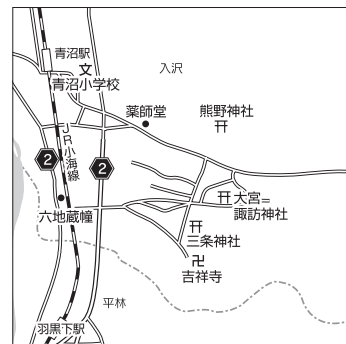 青沼駅
文
青沼小学校
入沢
薬師堂
熊野神社
JR小海線
2
2
六地蔵幢
大宮=
諏訪神社
三条神社
卍
吉祥寺
平林
羽黒下駅